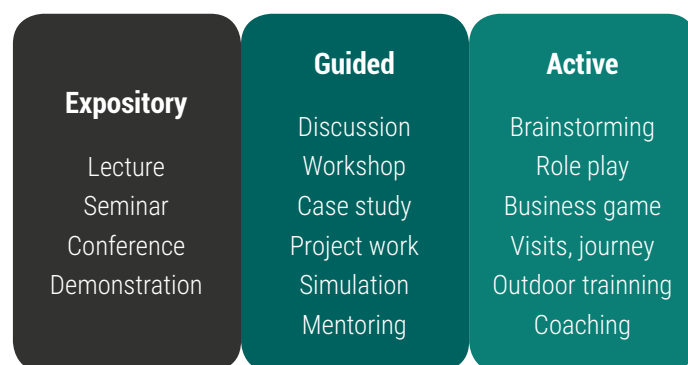 Expository
Lecture
Seminar
Conference
Demonstration
Guided
Discussion
Workshop
Case study
Project work
Simulation
Mentoring
Active
Brainstorming
Role play
Business game
Visits, journey
Outdoor trainning
Coaching